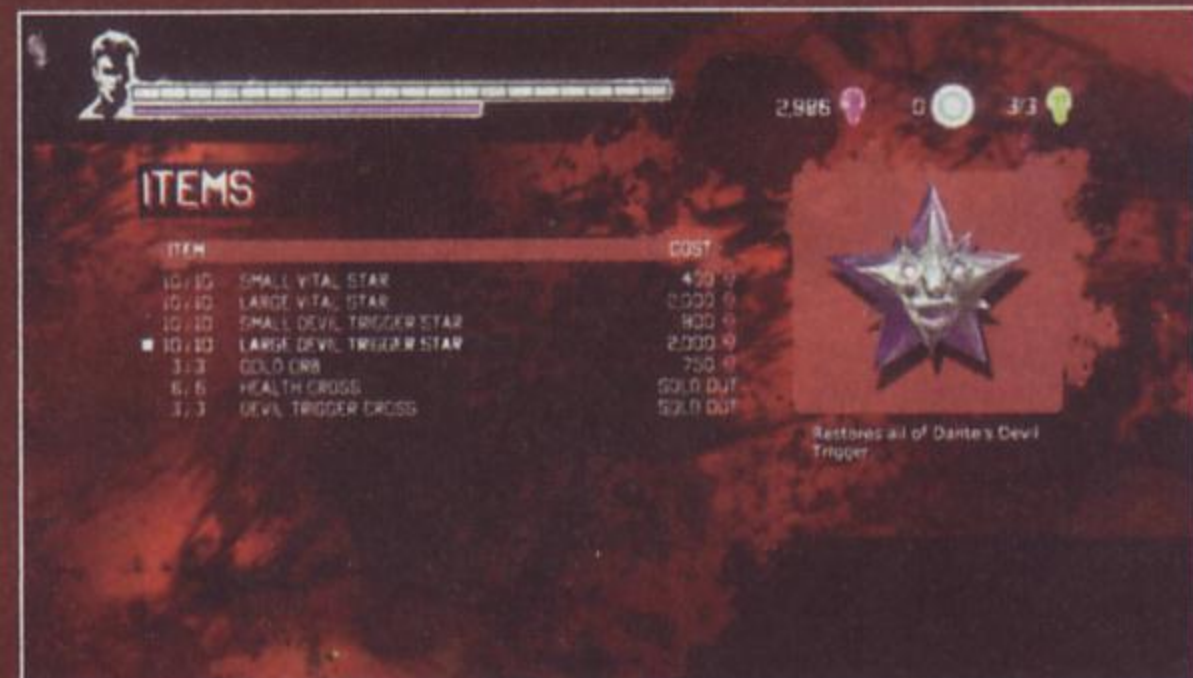 2,986 0 3/3
ITEMS
ITEM COST
10/10 SMALL VITAL STAR 400
10/10 LARGE VITAL STAR 2,000
10/10 SMALL DEVIL TRIGGER STAR 800
10/10 LARGE DEVIL TRIGGER STAR 2,000
3/3 GOLD ORB 750
6/6 HEALTH CROSS SOLD OUT
3/3 DEVIL TRIGGER CROSS SOLD OUT
Restores all of Dante's Devil
Trigger